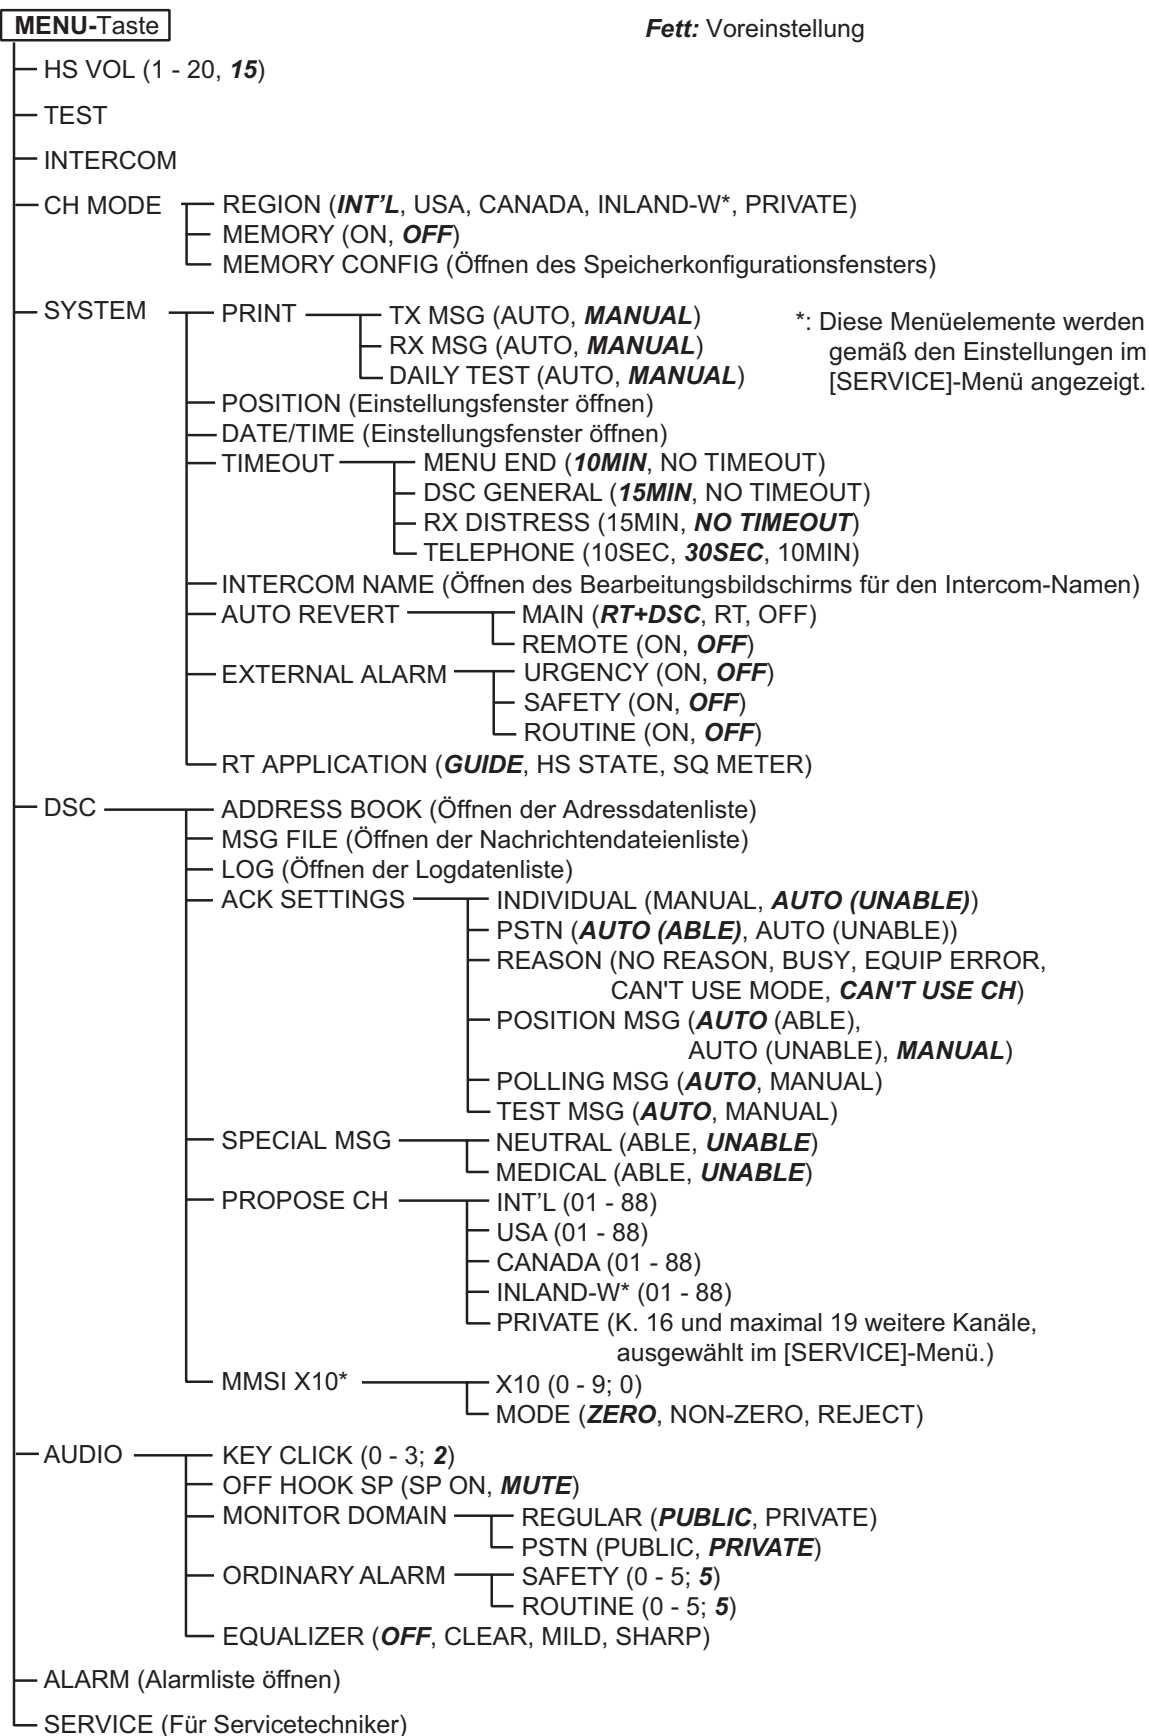 MENU-Taste
Fett: Voreinstellung
HS VOL (1 - 20, 15)
TEST
INTERCOM
CH MODE
REGION (INT’L, USA, CANADA, INLAND-W*, PRIVATE)
MEMORY (ON, OFF)
MEMORY CONFIG (Öffnen des Speicherkonfigurationsfensters)
SYSTEM
PRINT
TX MSG (AUTO, MANUAL)
RX MSG (AUTO, MANUAL)
DAILY TEST (AUTO, MANUAL)
*: Diese Menüelemente werden
gemäß den Einstellungen im
[SERVICE]-Menü angezeigt.
POSITION (Einstellungsfenster öffnen)
DATE/TIME (Einstellungsfenster öffnen)
TIMEOUT
MENU END (10MIN, NO TIMEOUT)
DSC GENERAL (15MIN, NO TIMEOUT)
RX DISTRESS (15MIN, NO TIMEOUT)
TELEPHONE (10SEC, 30SEC, 10MIN)
INTERCOM NAME (Öffnen des Bearbeitungsbildschirms für den Intercom-Namen)
AUTO REVERT
MAIN (RT+DSC, RT, OFF)
REMOTE (ON, OFF)
EXTERNAL ALARM
URGENCY (ON, OFF)
SAFETY (ON, OFF)
ROUTINE (ON, OFF)
RT APPLICATION (GUIDE, HS STATE, SQ METER)
DSC
ADDRESS BOOK (Öffnen der Adressdatenliste)
MSG FILE (Öffnen der Nachrichtendateienliste)
LOG (Öffnen der Logdatenliste)
ACK SETTINGS
INDIVIDUAL (MANUAL, AUTO (UNABLE))
PSTN (AUTO (ABLE), AUTO (UNABLE))
REASON (NO REASON, BUSY, EQUIP ERROR,
CAN'T USE MODE, CAN'T USE CH)
POSITION MSG (AUTO (ABLE),
AUTO (UNABLE), MANUAL)
POLLING MSG (AUTO, MANUAL)
TEST MSG (AUTO, MANUAL)
SPECIAL MSG
NEUTRAL (ABLE, UNABLE)
MEDICAL (ABLE, UNABLE)
PROPOSE CH
INT’L (01 - 88)
USA (01 - 88)
CANADA (01 - 88)
INLAND-W* (01 - 88)
PRIVATE (K. 16 und maximal 19 weitere Kanäle,
ausgewählt im [SERVICE]-Menü.)
MMSI X10*
X10 (0 - 9; 0)
MODE (ZERO, NON-ZERO, REJECT)
AUDIO
KEY CLICK (0 - 3; 2)
OFF HOOK SP (SP ON, MUTE)
MONITOR DOMAIN
REGULAR (PUBLIC, PRIVATE)
PSTN (PUBLIC, PRIVATE)
ORDINARY ALARM
SAFETY (0 - 5; 5)
ROUTINE (0 - 5; 5)
EQUALIZER (OFF, CLEAR, MILD, SHARP)
ALARM (Alarmliste öffnen)
SERVICE (Für Servicetechniker)